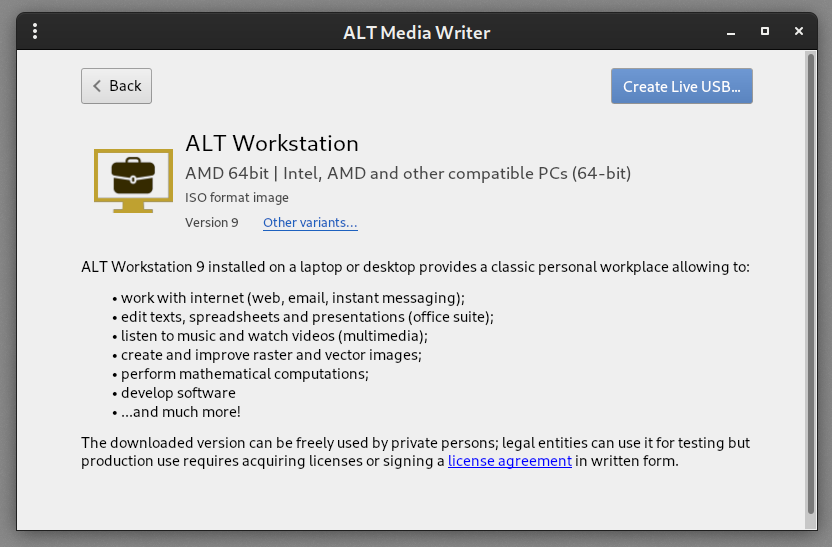 ALT Media Writer
Back
Create Live USB...
ALT Workstation
AMD 64bit | Intel, AMD and other compatible PCs (64-bit)
ISO format image
Version 9 Other variants...
ALT Workstation 9 installed on a laptop or desktop provides a classic personal workplace allowing to:
• work with internet (web, email, instant messaging);
• edit texts, spreadsheets and presentations (office suite);
• listen to music and watch videos (multimedia);
• create and improve raster and vector images;
• perform mathematical computations;
• develop software
• ...and much more!
The downloaded version can be freely used by private persons; legal entities can use it for testing but
production use requires acquiring licenses or signing a license agreement in written form.